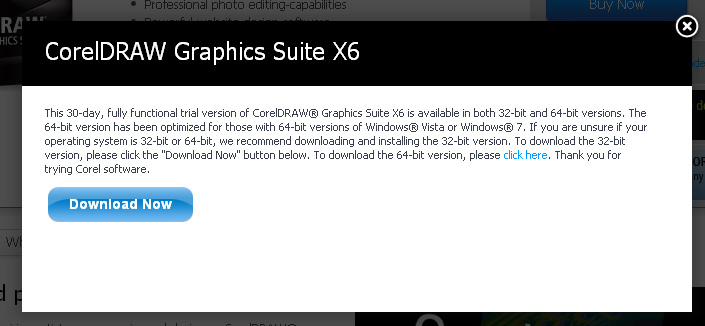 Professional photo editing-capabilities
Buy Now
CorelDRAW Graphics Suite X6
This 30-day, fully functional trial version of CorelDRAW® Graphics Suite X6 is available in both 32-bit and 64-bit versions. The
64-bit version has been optimized for those with 64-bit versions of Windows® Vista or Windows® 7. If you are unsure if your
operating system is 32-bit or 64-bit, we recommend downloading and installing the 32-bit version. To download the 32-bit
version, please click the "Download Now" button below. To download the 64-bit version, please click here. Thank you for
trying Corel software.
Download Now